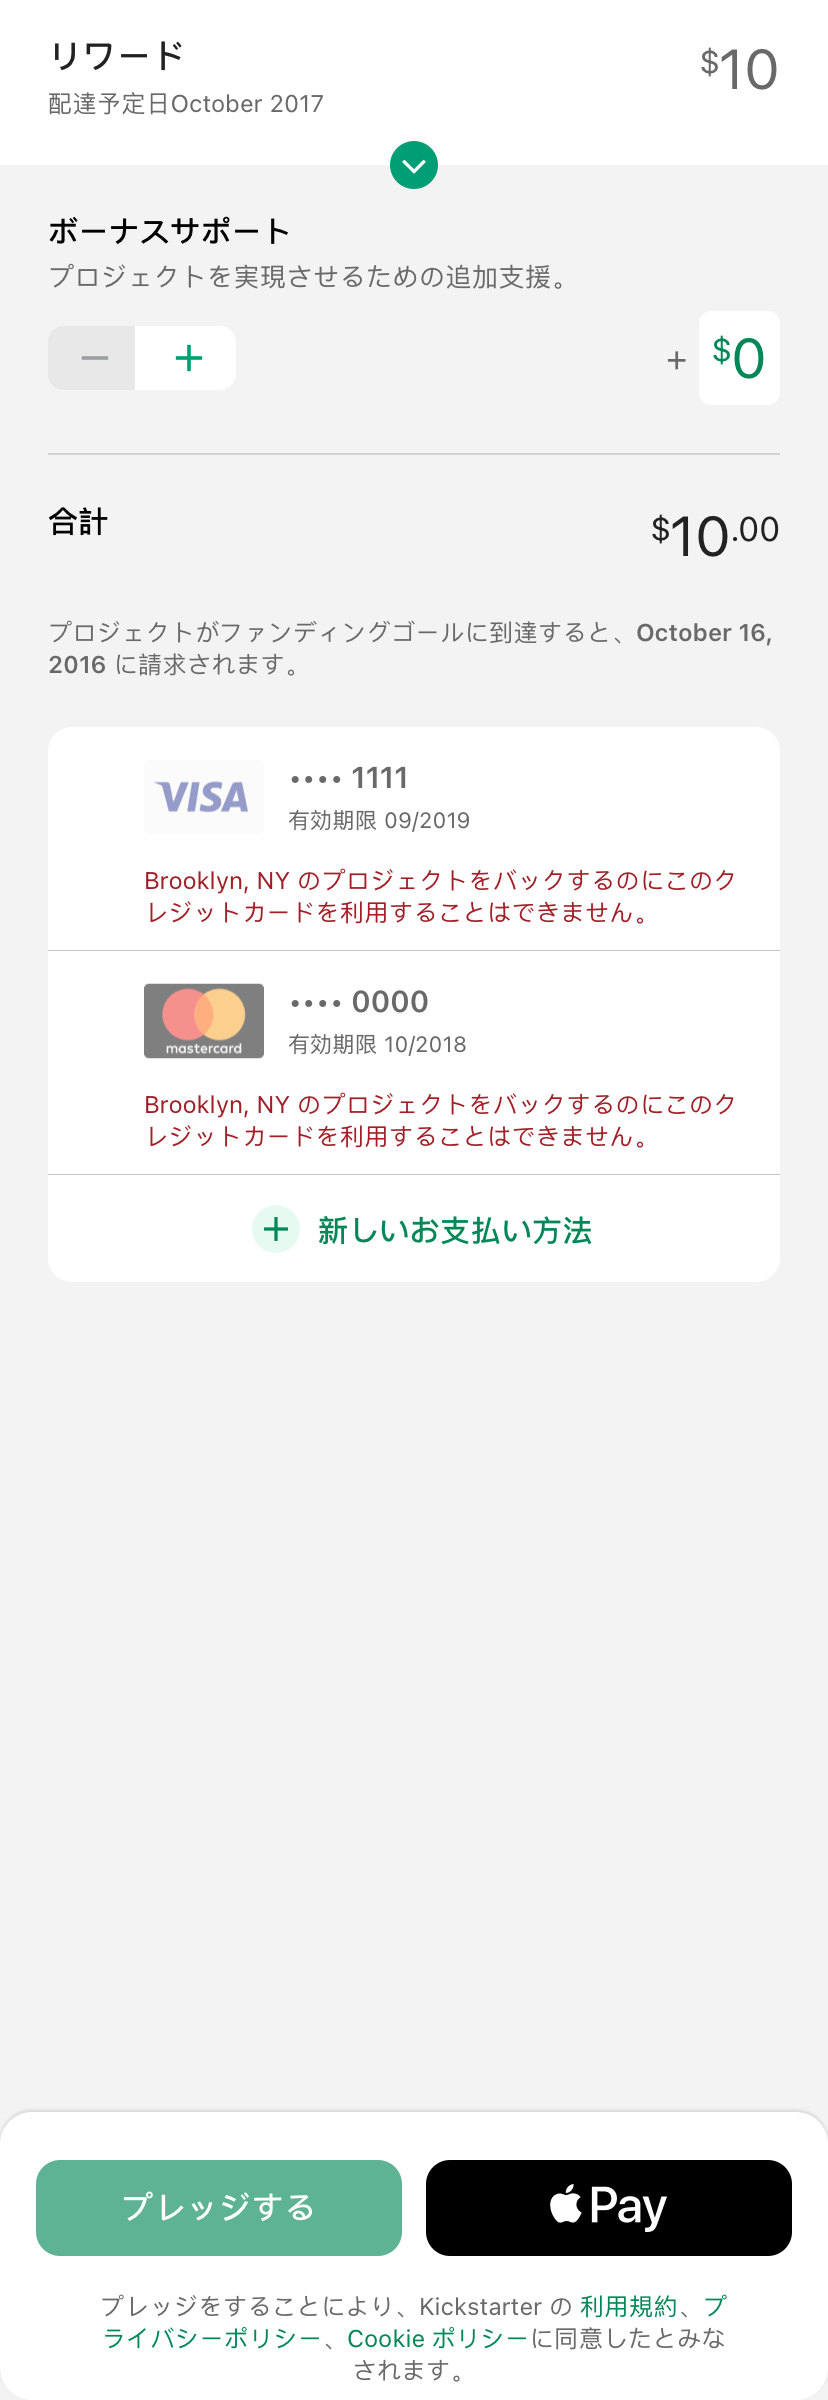 リワード
$10
配達予定日October 2017
ボーナスサポート
プロジェクトを実現させるための追加支援。
+ $0
合計
$10.00
プロジェクトがファンディングゴールに到達すると、October 16,
2016 に請求されます。
VISA
•••• 1111
有効期限 09/2019
Brooklyn, NY のプロジェクトをバックするのにこのク
レジットカードを利用することはできません。
mastercard
•••• 0000
有効期限 10/2018
Brooklyn, NY のプロジェクトをバックするのにこのク
レジットカードを利用することはできません。
+ 新しいお支払い方法
プレッジする
Pay
プレッジをすることにより、Kickstarter の 利用規約、プ
ライバシーポリシー、Cookie ポリシーに同意したとみな
されます。